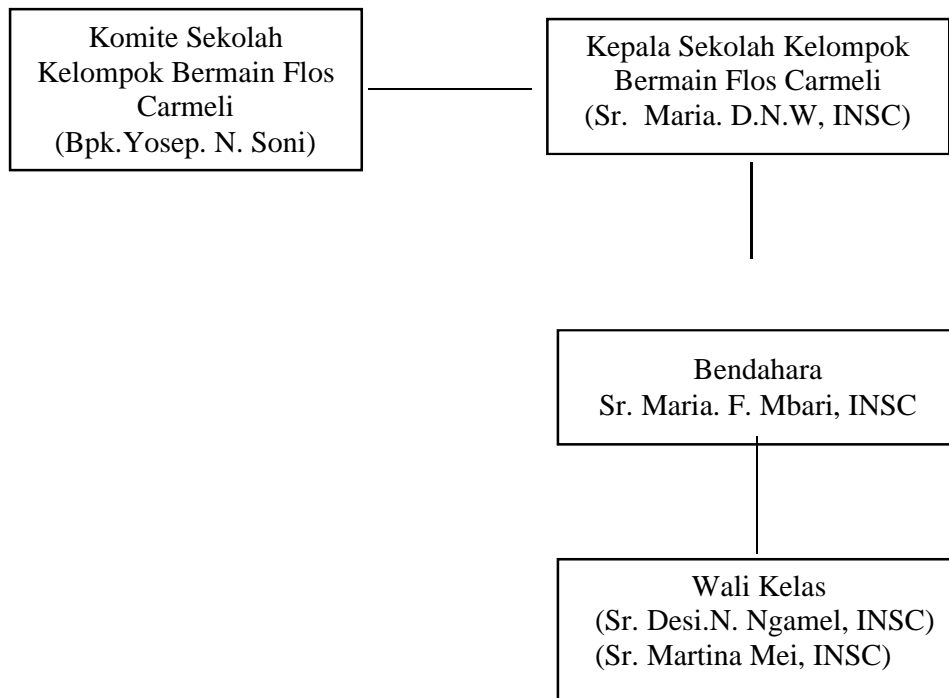 Komite Sekolah
Kelompok Bermain Flos
Carmeli
(Bpk.Yosep. N. Soni)
Kepala Sekolah Kelompok
Bermain Flos Carmeli
(Sr. Maria. D.N.W, INSC)
Bendahara
Sr. Maria. F. Mbari, INSC
Wali Kelas
(Sr. Desi.N. Ngamel, INSC)
(Sr. Martina Mei, INSC)